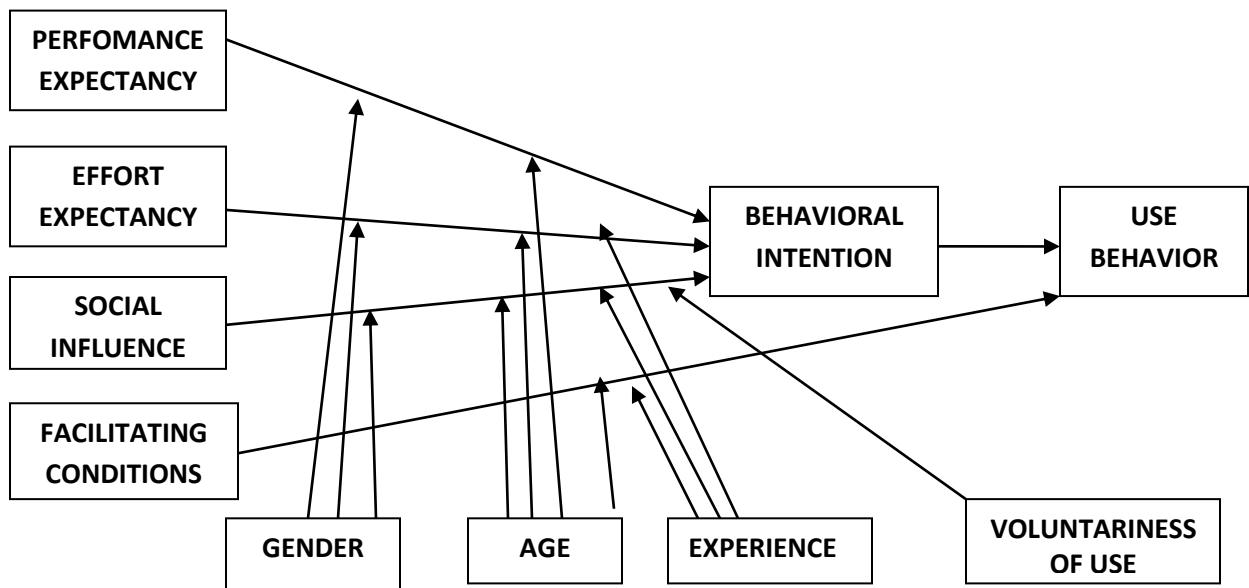 PERFOMANCE
EXPECTANCY
EFFORT
EXPECTANCY
SOCIAL
INFLUENCE
FACILITATING
CONDITIONS
BEHAVIORAL
INTENTION
USE
BEHAVIOR
GENDER
AGE
EXPERIENCE
VOLUNTARINESS
OF USE